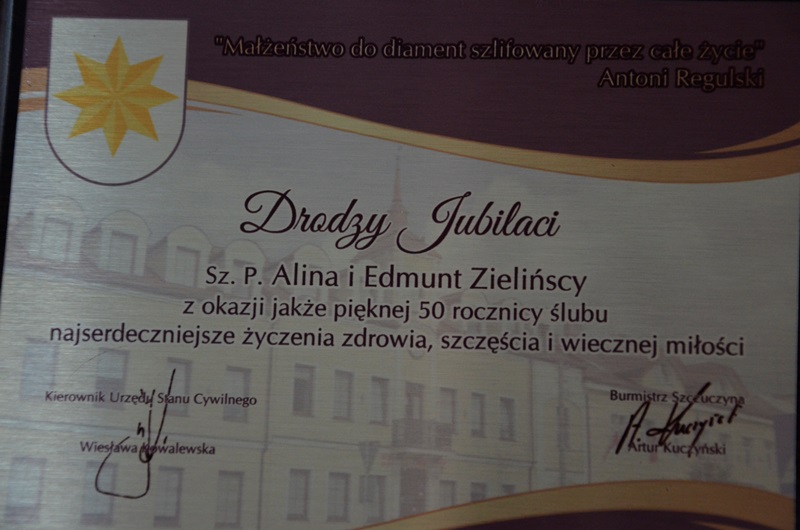 "Małżeństwo do diament szlifowany przez całe życie"
Antoni Regulski
Drodzy Jubilaci
Sz. P. Alina i Edmunt Zielińscy
z okazji jakże pięknej 50 rocznicy ślubu
najserdeczniejsze życzenia zdrowia, szczęścia i wiecznej miłości
Kierownik Urzędu Stanu Cywilnego
Wiesława Kowalewska
Burmistrz Szczuczyna
Artur Kuczyński